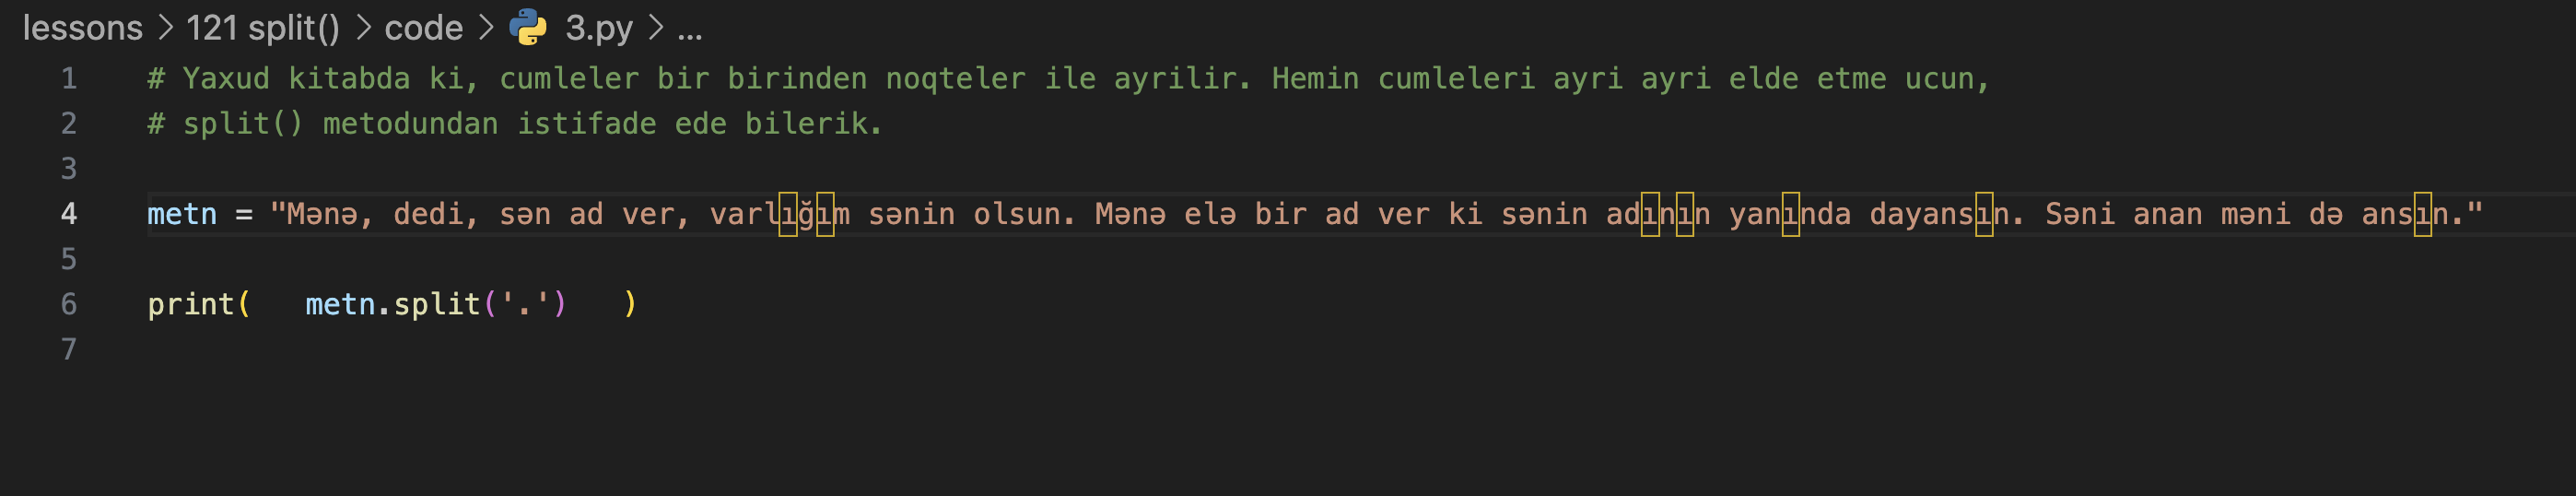 lessons > 121 split() > code > 3.py > ...
1 # Yaxud kitabda ki, cumleler bir birinden noqteler ile ayrilir. Hemin cumleleri ayri ayri elde etme ucun,
2 # split() metodundan istifade ede bilerik.
3
4 metn = "Mənə, dedi, sən ad ver, varlığım sənin olsun. Mənə elə bir ad ver ki sənin adının yanında dayansın. Səni anan məni də ansın."
5
6 print(   metn.split('.')   )
7